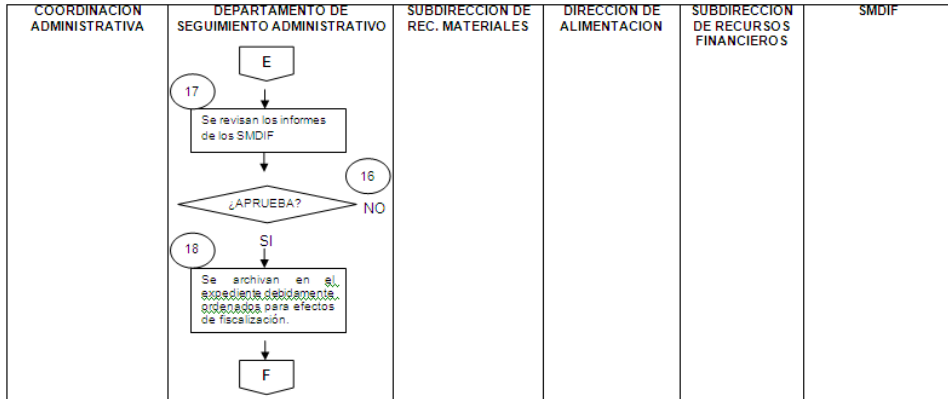 COORDINACION
ADMINISTRATIVA
DEPARTAMENTO DE
SEGUIMIENTO ADMINISTRATIVO
SUBDIRECCION DE
REC. MATERIALES
DIRECCION DE
ALIMENTACION
SUBDIRECCION
DE RECURSOS
FINANCIEROS
SMDIF
E
17
Se revisan los informes
de los SMDIF
16
¿APRUEBA?
NO
SI
18
Se archivan en el
expediente debidamente
ordenados para efectos
de fiscalización.
F